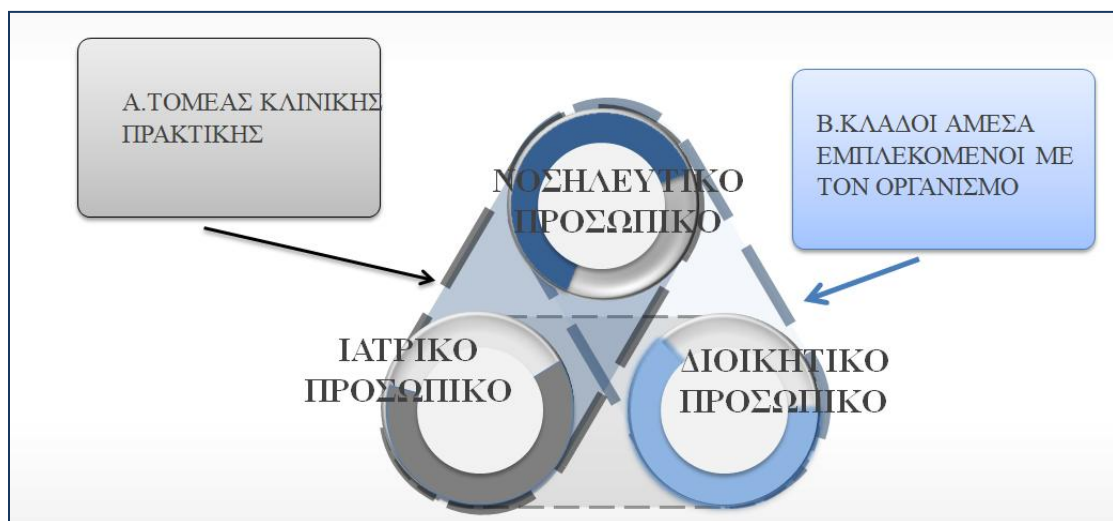 Α.ΤΟΜΕΑΣ ΚΛΙΝΙΚΗΣ
ΠΡΑΚΤΙΚΗΣ
Β.ΚΛΑΔΟΙ ΑΜΕΣΑ
ΕΜΠΛΕΚΟΜΕΝΟΙ ΜΕ
ΤΟΝ ΟΡΓΑΝΙΣΜΟ
ΝΟΣΗΛΕΥΤΙΚΟ
ΠΡΟΣΩΠΙΚΟ
ΙΑΤΡΙΚΟ
ΠΡΟΣΩΠΙΚΟ
ΔΙΟΙΚΗΤΙΚΟ
ΠΡΟΣΩΠΙΚΟ